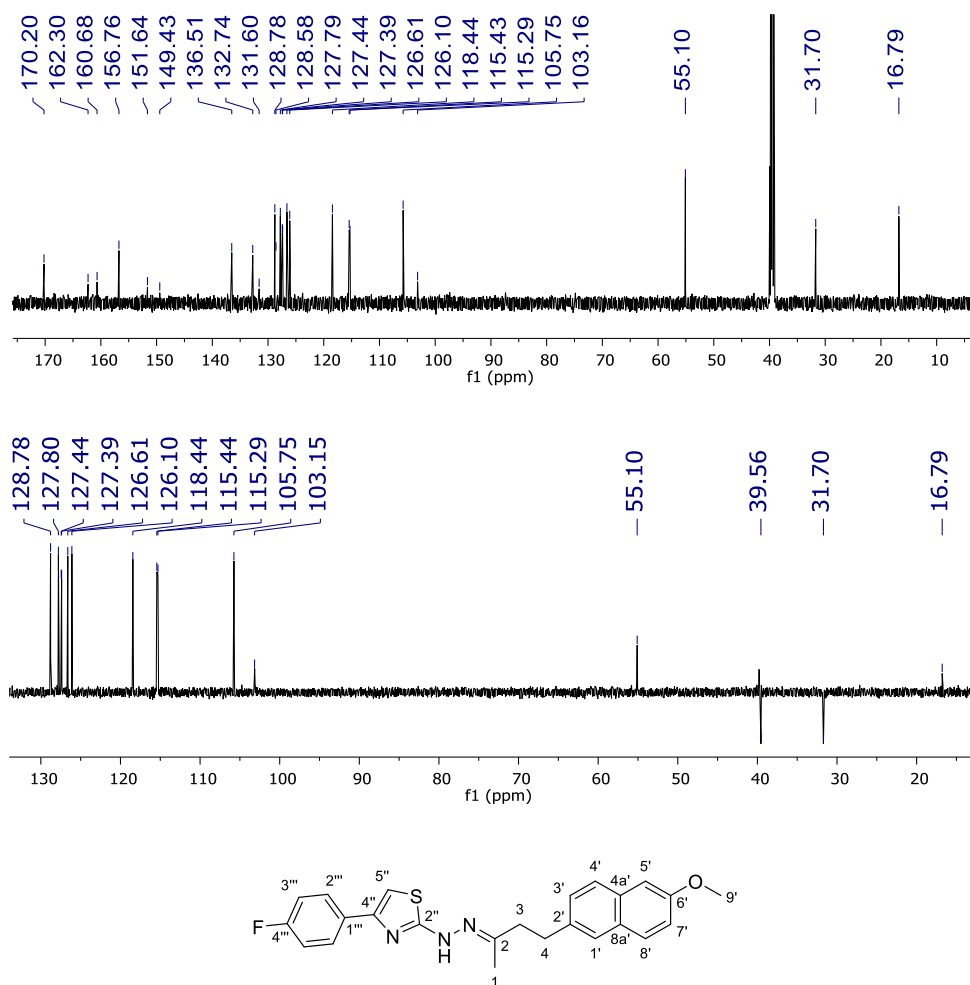 170.20 162.30 160.68 156.76 151.64 149.43 136.51 132.74 131.60 128.78 128.58 127.79 127.44 127.39 126.61 126.10 118.44 115.43 115.29 105.75 103.16 55.10 31.70 16.79
170 160 150 140 130 120 110 100 90 80 70 60 50 40 30 20 10
f1 (ppm)
128.78 127.80 127.44 127.39 126.61 126.10 118.44 115.44 115.29 105.75 103.15 55.10 39.56 31.70 16.79
130 120 110 100 90 80 70 60 50 40 30 20
f1 (ppm)
4' 5'
3''' 2''' 5'' S 3' 4a' 6' O 9'
F 4''' 1''' 4'' 2'' N 3 2' 7'
N N H 2 4 1' 8a' 8'
1